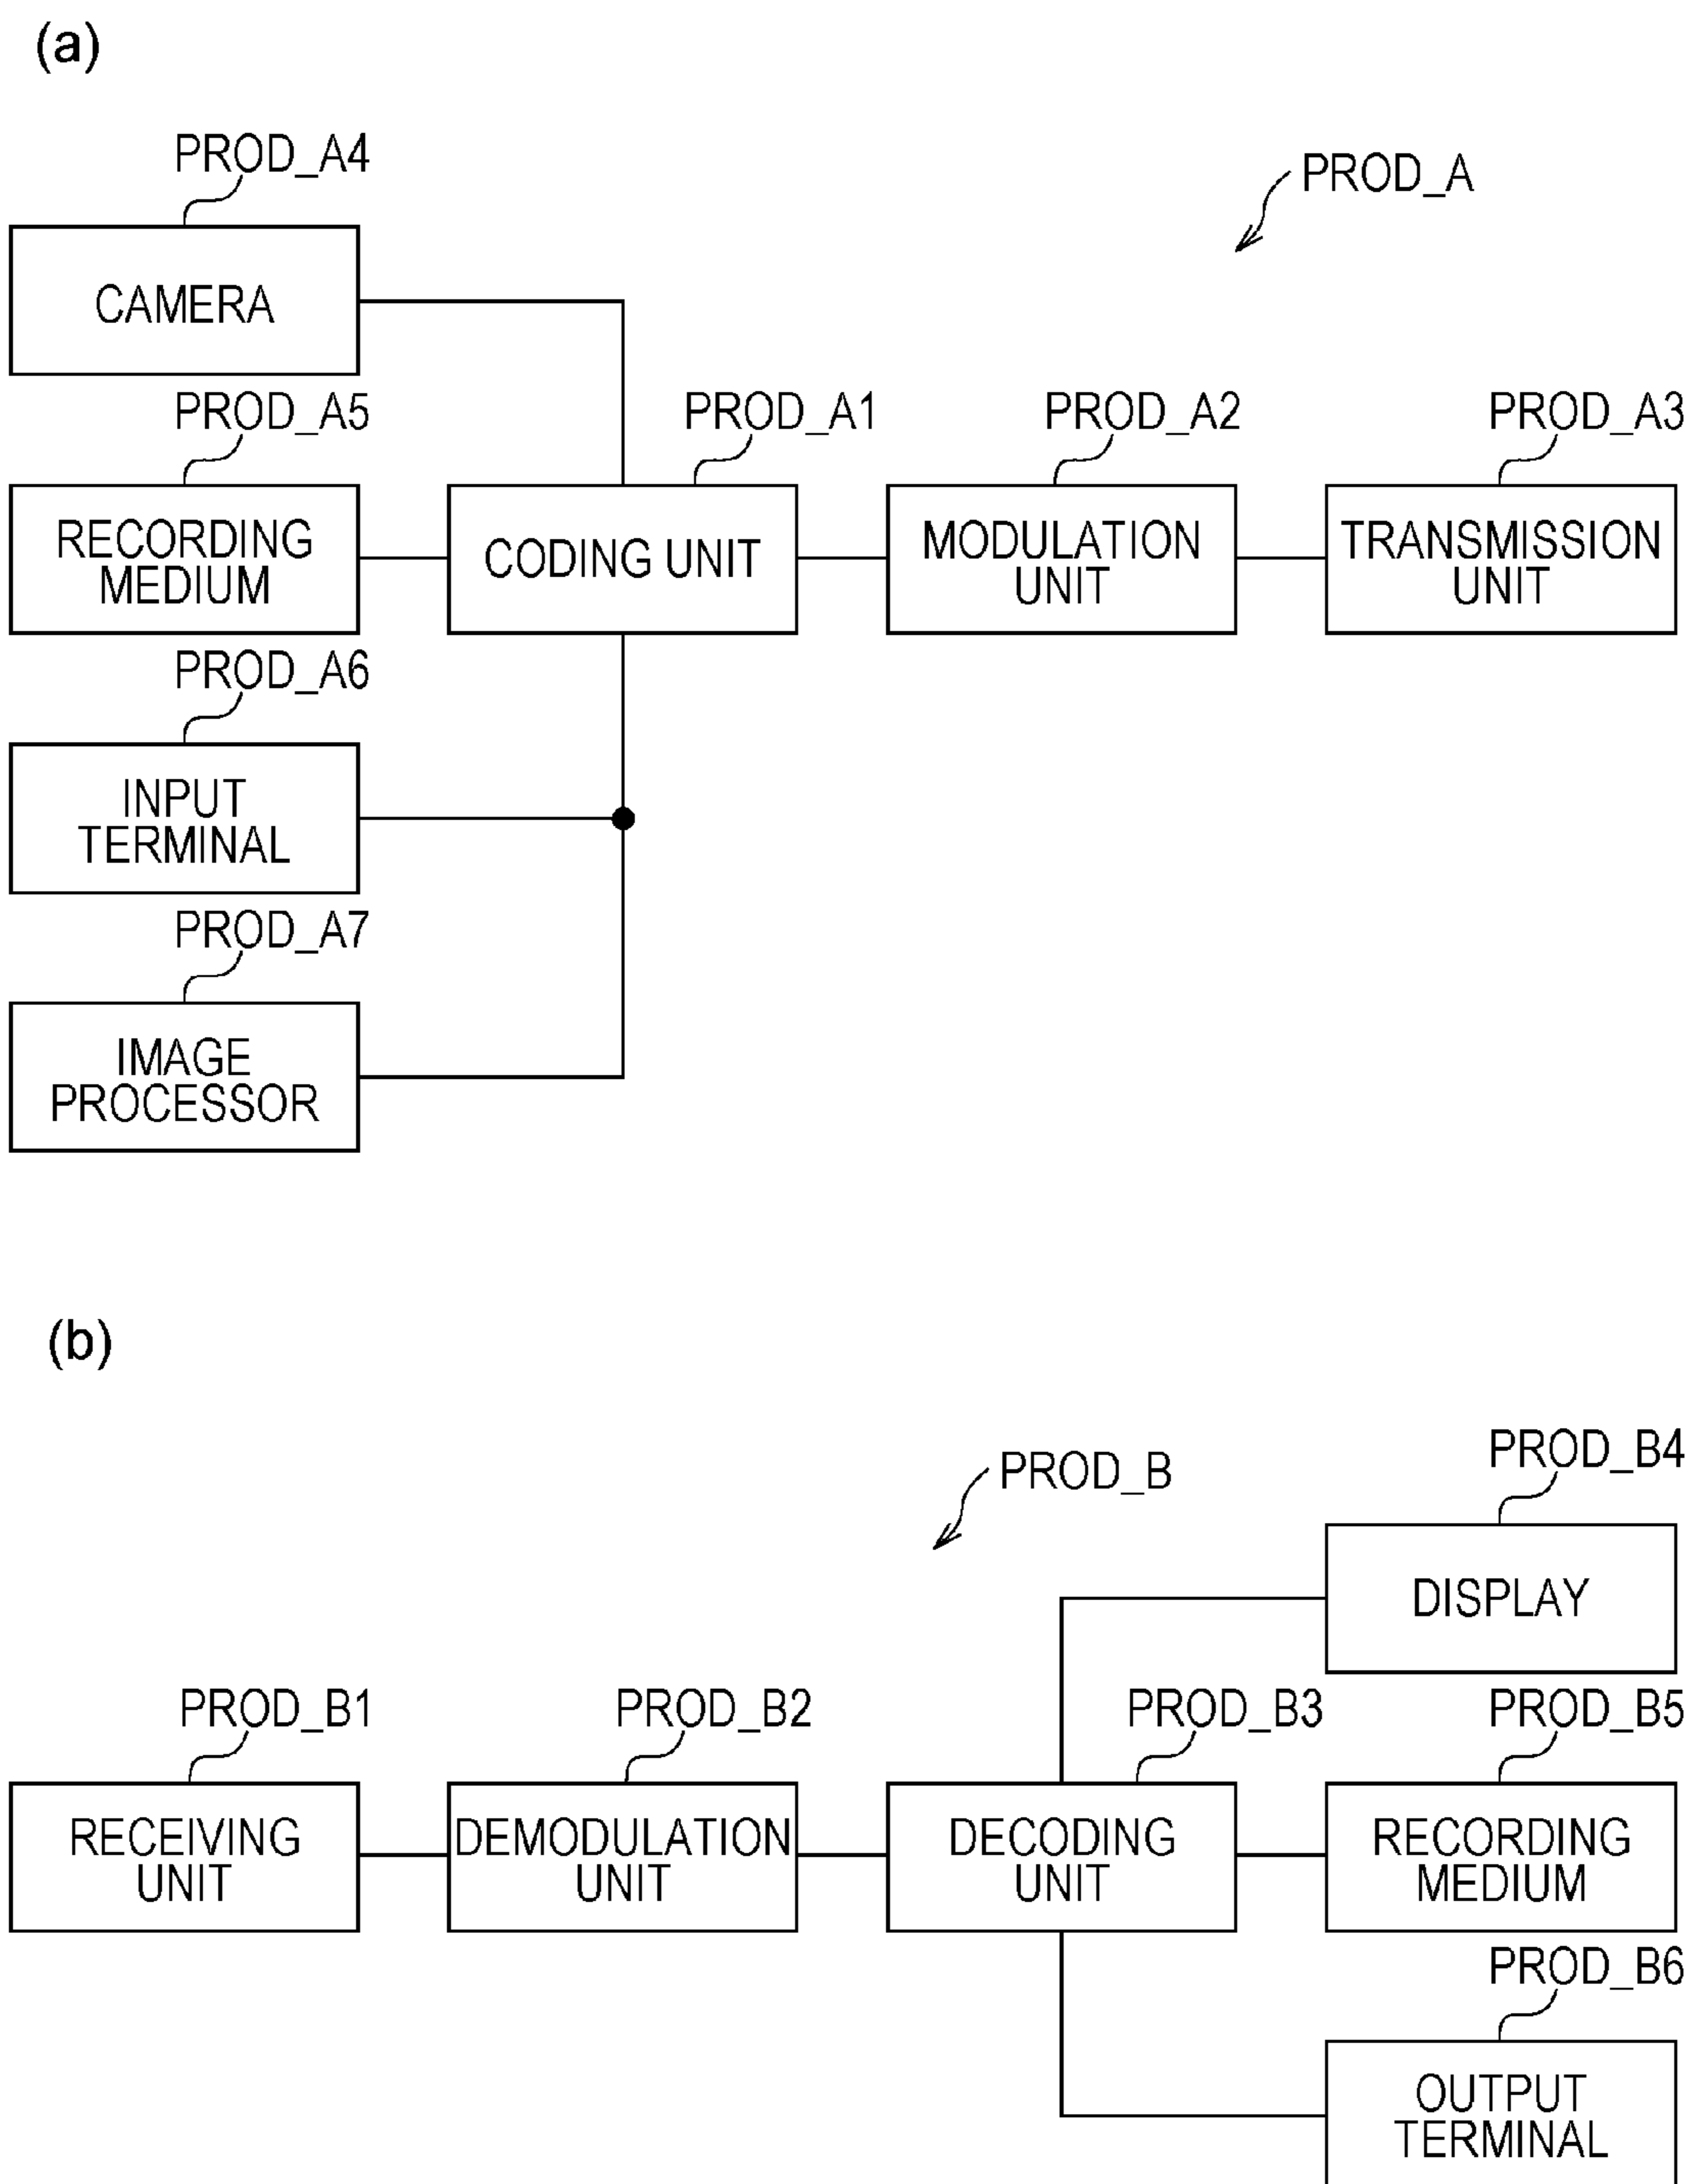 (a)
PROD_A4
PROD_A
CAMERA
PROD_A5
PROD_A1
PROD_A2
PROD_A3
RECORDING
MEDIUM
CODING UNIT
MODULATION
UNIT
TRANSMISSION
UNIT
PROD_A6
INPUT
TERMINAL
PROD_A7
IMAGE
PROCESSOR
(b)
PROD_B
PROD_B4
DISPLAY
PROD_B1
PROD_B2
PROD_B3
PROD_B5
RECEIVING
UNIT
DEMODULATION
UNIT
DECODING
UNIT
RECORDING
MEDIUM
PROD_B6
OUTPUT
TERMINAL